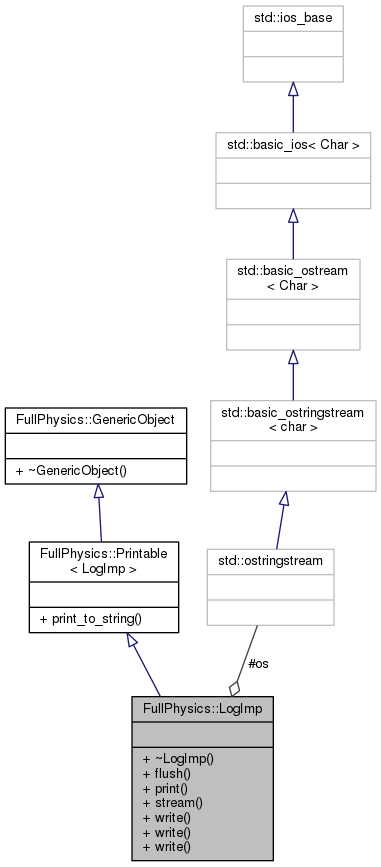 std::ios_base
std::basic_ios< Char >
std::basic_ostream
< Char >
std::basic_ostringstream
< char >
FullPhysics::GenericObject
+ ~GenericObject()
FullPhysics::Printable
< LogImp >
+ print_to_string()
std::ostringstream
#os
FullPhysics::LogImp
+ ~LogImp()
+ flush()
+ print()
+ stream()
+ write()
+ write()
+ write()